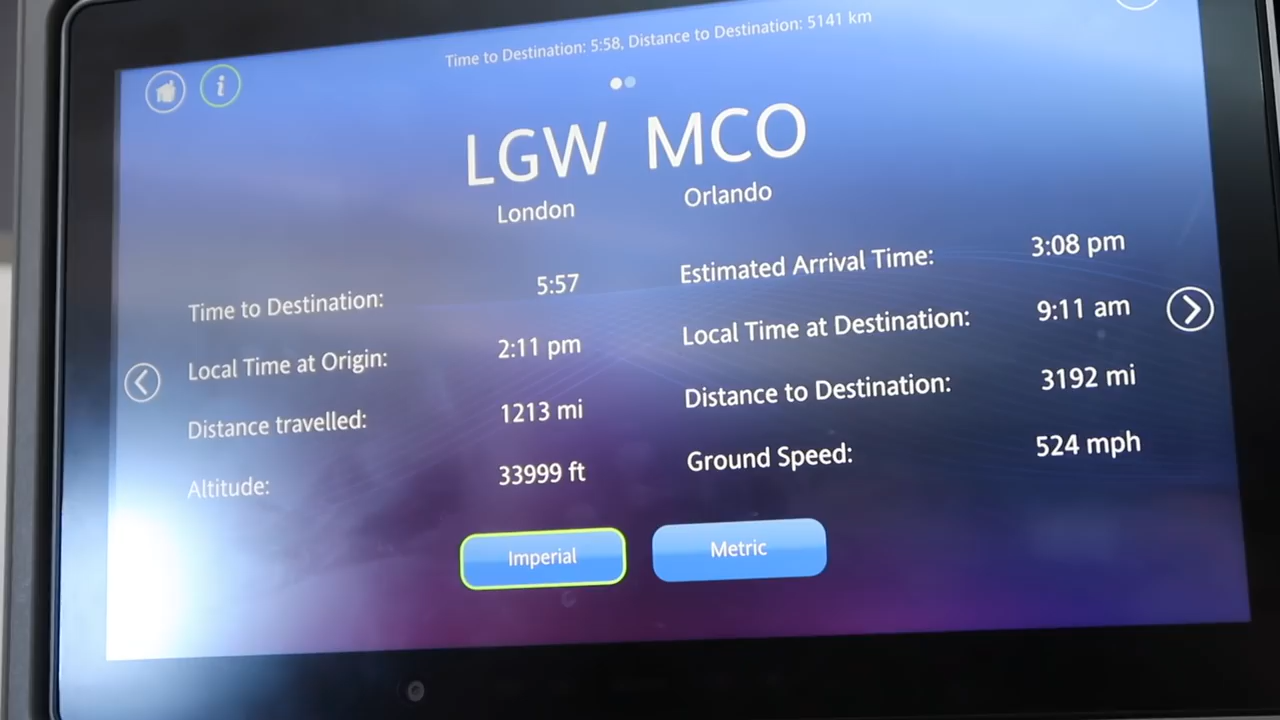 Time to Destination: 5:58, Distance to Destination: 5141 km
i
LGW MCO
London Orlando
Time to Destination: 5:57 Estimated Arrival Time: 3:08 pm
Local Time at Origin: 2:11 pm Local Time at Destination: 9:11 am
Distance travelled: 1213 mi Distance to Destination: 3192 mi
Altitude: 33999 ft Ground Speed: 524 mph
Imperial Metric